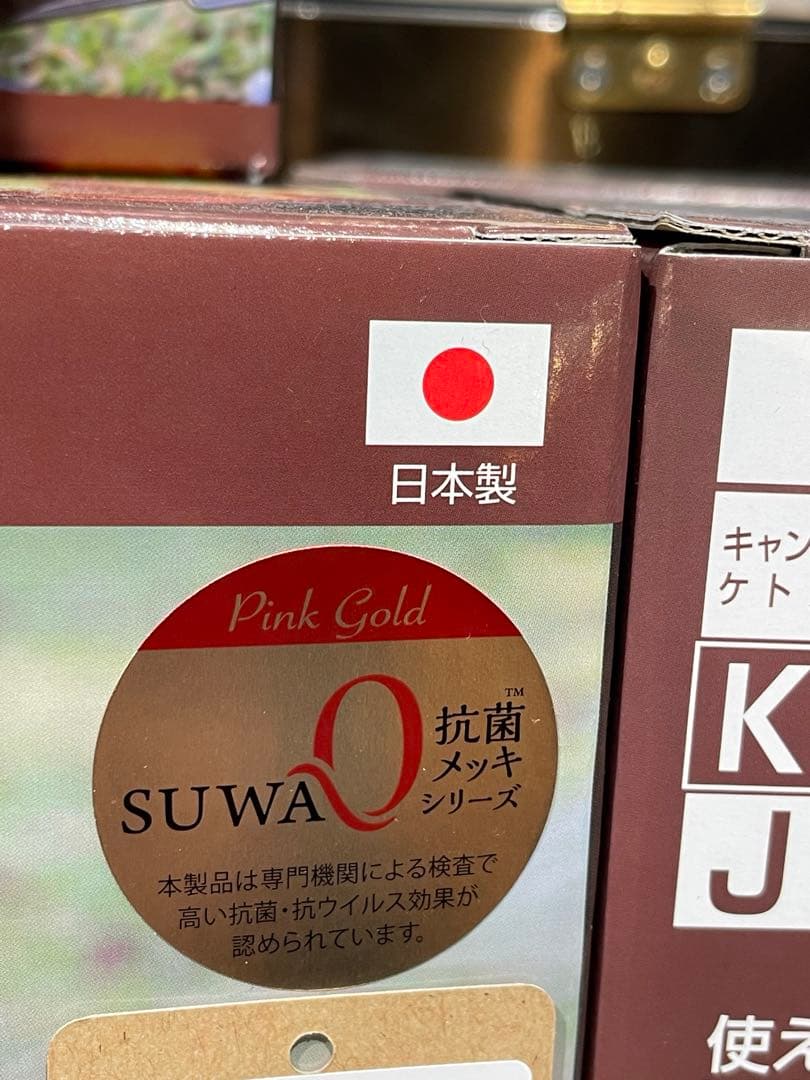 日本製
Pink Gold
SUWA Q
抗菌™
メッキ
シリーズ
本製品は専門機関による検査で
高い抗菌・抗ウイルス効果が
認められています。
キャン
ケト
K
J
使え